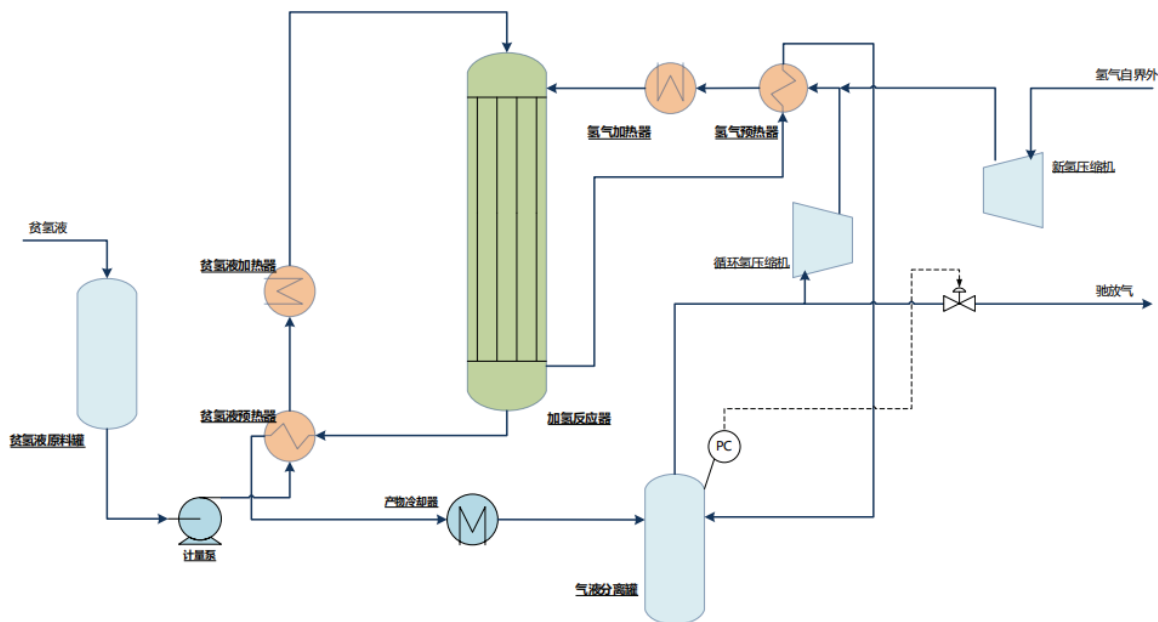 氢气自界外
氢气加热器
氢气预热器
新氢压缩机
贫氢液
贫氢液加热器
循环氢压缩机
驰放气
贫氢液预热器
加氢反应器
贫氢液原料罐
PC
产物冷却器
计量泵
气液分离罐